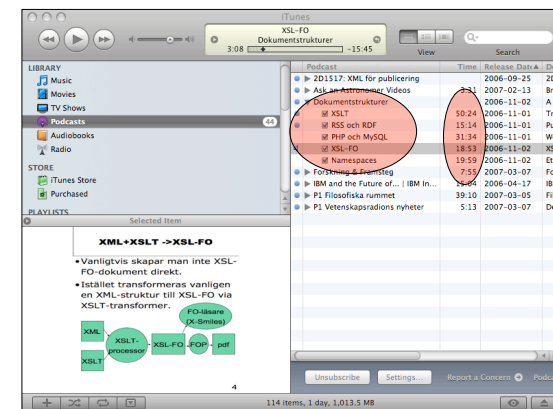 iTunes
XSL-FO
Dokumentstrukturer
3:08
-15:45
View
Search
LIBRARY
Music
Movies
TV Shows
Podcasts
44
Audiobooks
Radio
STORE
iTunes Store
Purchased
PLAYLISTS
Podcast Time Release Date
2D1517: XML för publicering 2006-09-25
Ask an Astronomer Videos 3:31 2007-02-13
Dokumentstrukturer 2006-11-02
XSLT 50:24 2006-11-01
RSS och RDF 15:14 2006-11-01
PHP och MySQL 31:34 2006-11-01
XSL-FO 18:53 2006-11-02
Namespaces 19:59 2006-11-02
Forskning & Framsteg 7:55 2007-03-07
IBM and the Future of... | IBM In... 15:04 2006-04-17
P1 Filosofiska rummet 39:10 2007-03-05
P1 Vetenskapsradions nyheter 5:13 2007-03-07
Selected Item
XML+XSLT ->XSL-FO
•Vanligtvis skapar man inte XSL-
FO-dokument direkt.
•Istället transformeras vanligen
en XML-struktur till XSL-FO via
XSLT-transformer.
FO-läsare
(X-Smiles)
XML
XSLT-
processor
XSL-FO
FOP
pdf
XSLT
4
Unsubscribe
Settings...
Report a Concern
114 items, 1 day, 1,013.5 MB